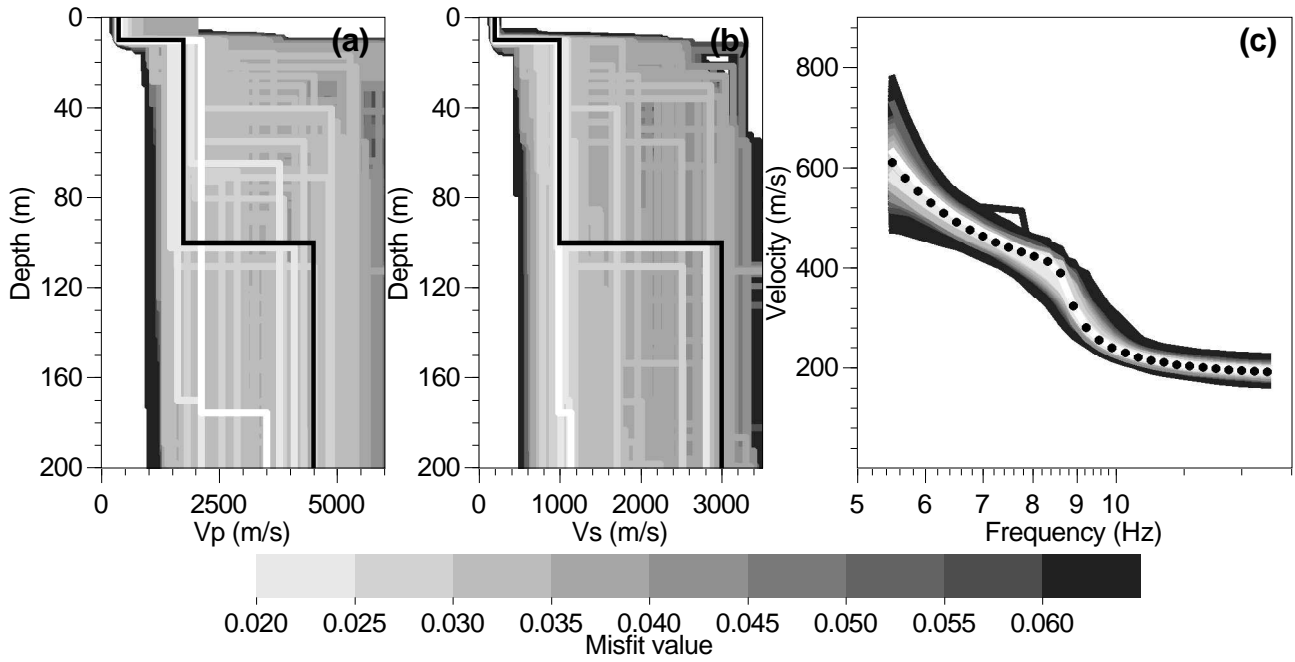 (a)
0
40
80
120
160
200
Depth (m)
0 2500 5000
Vp (m/s)
(b)
0
40
80
120
160
200
Depth (m)
0 1000 2000 3000
Vs (m/s)
(c)
800
600
400
200
Velocity (m/s)
5 6 7 8 9 10
Frequency (Hz)
0.020 0.025 0.030 0.035 0.040 0.045 0.050 0.055 0.060
Misfit value